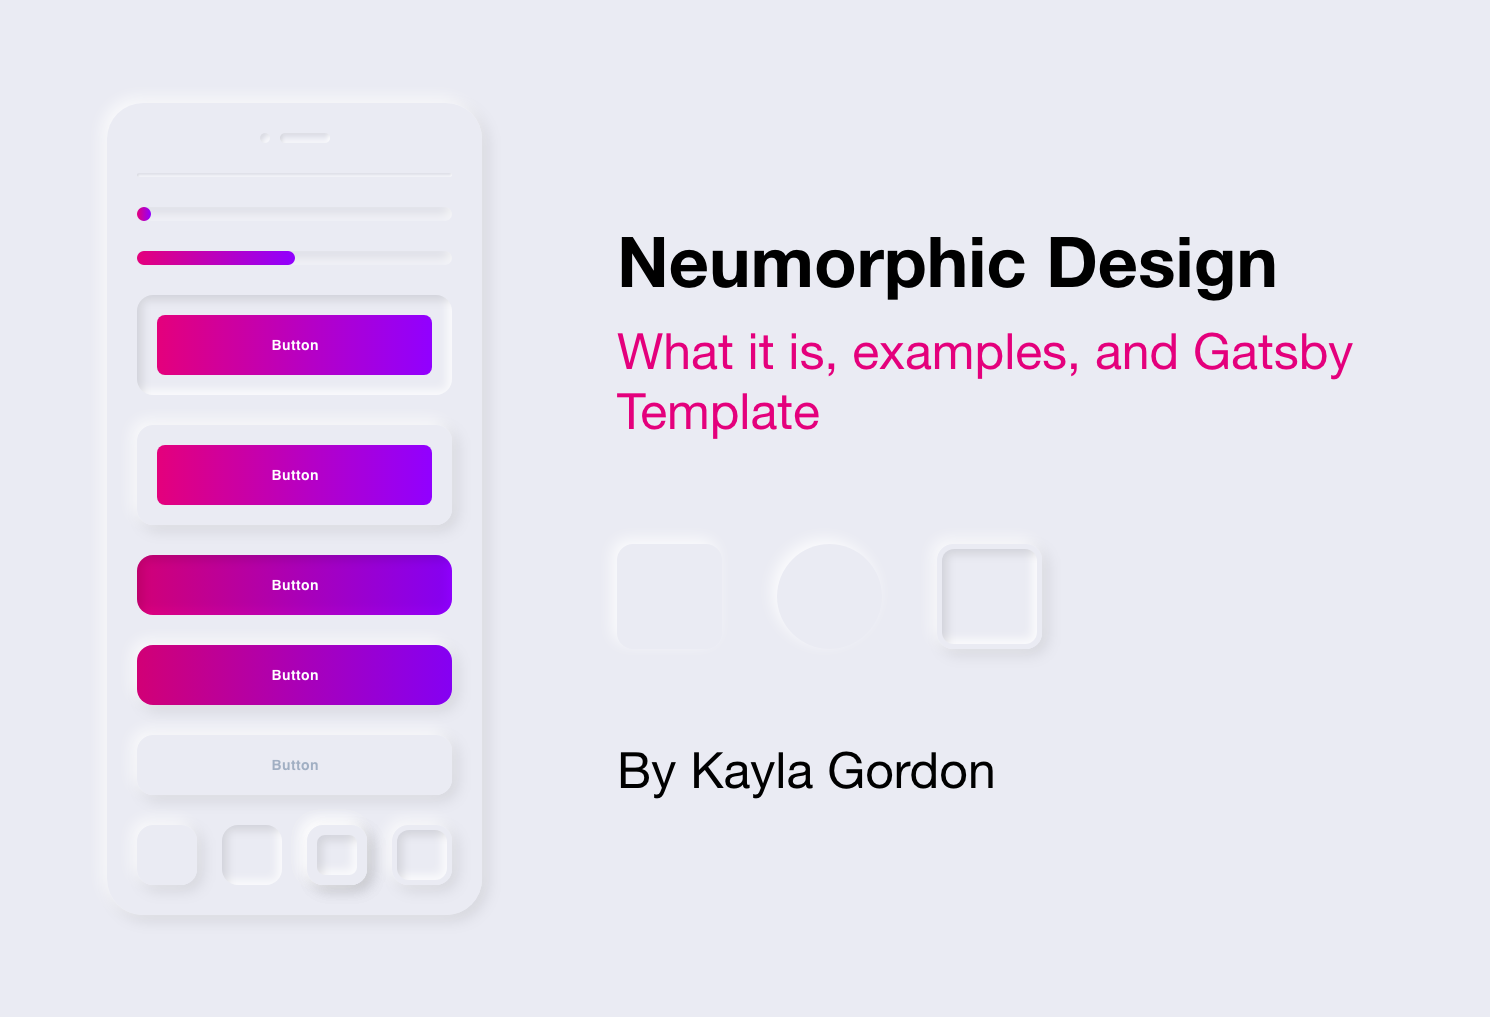 Button
Button
Button
Button
Button
Neumorphic Design
What it is, examples, and Gatsby
Template
By Kayla Gordon